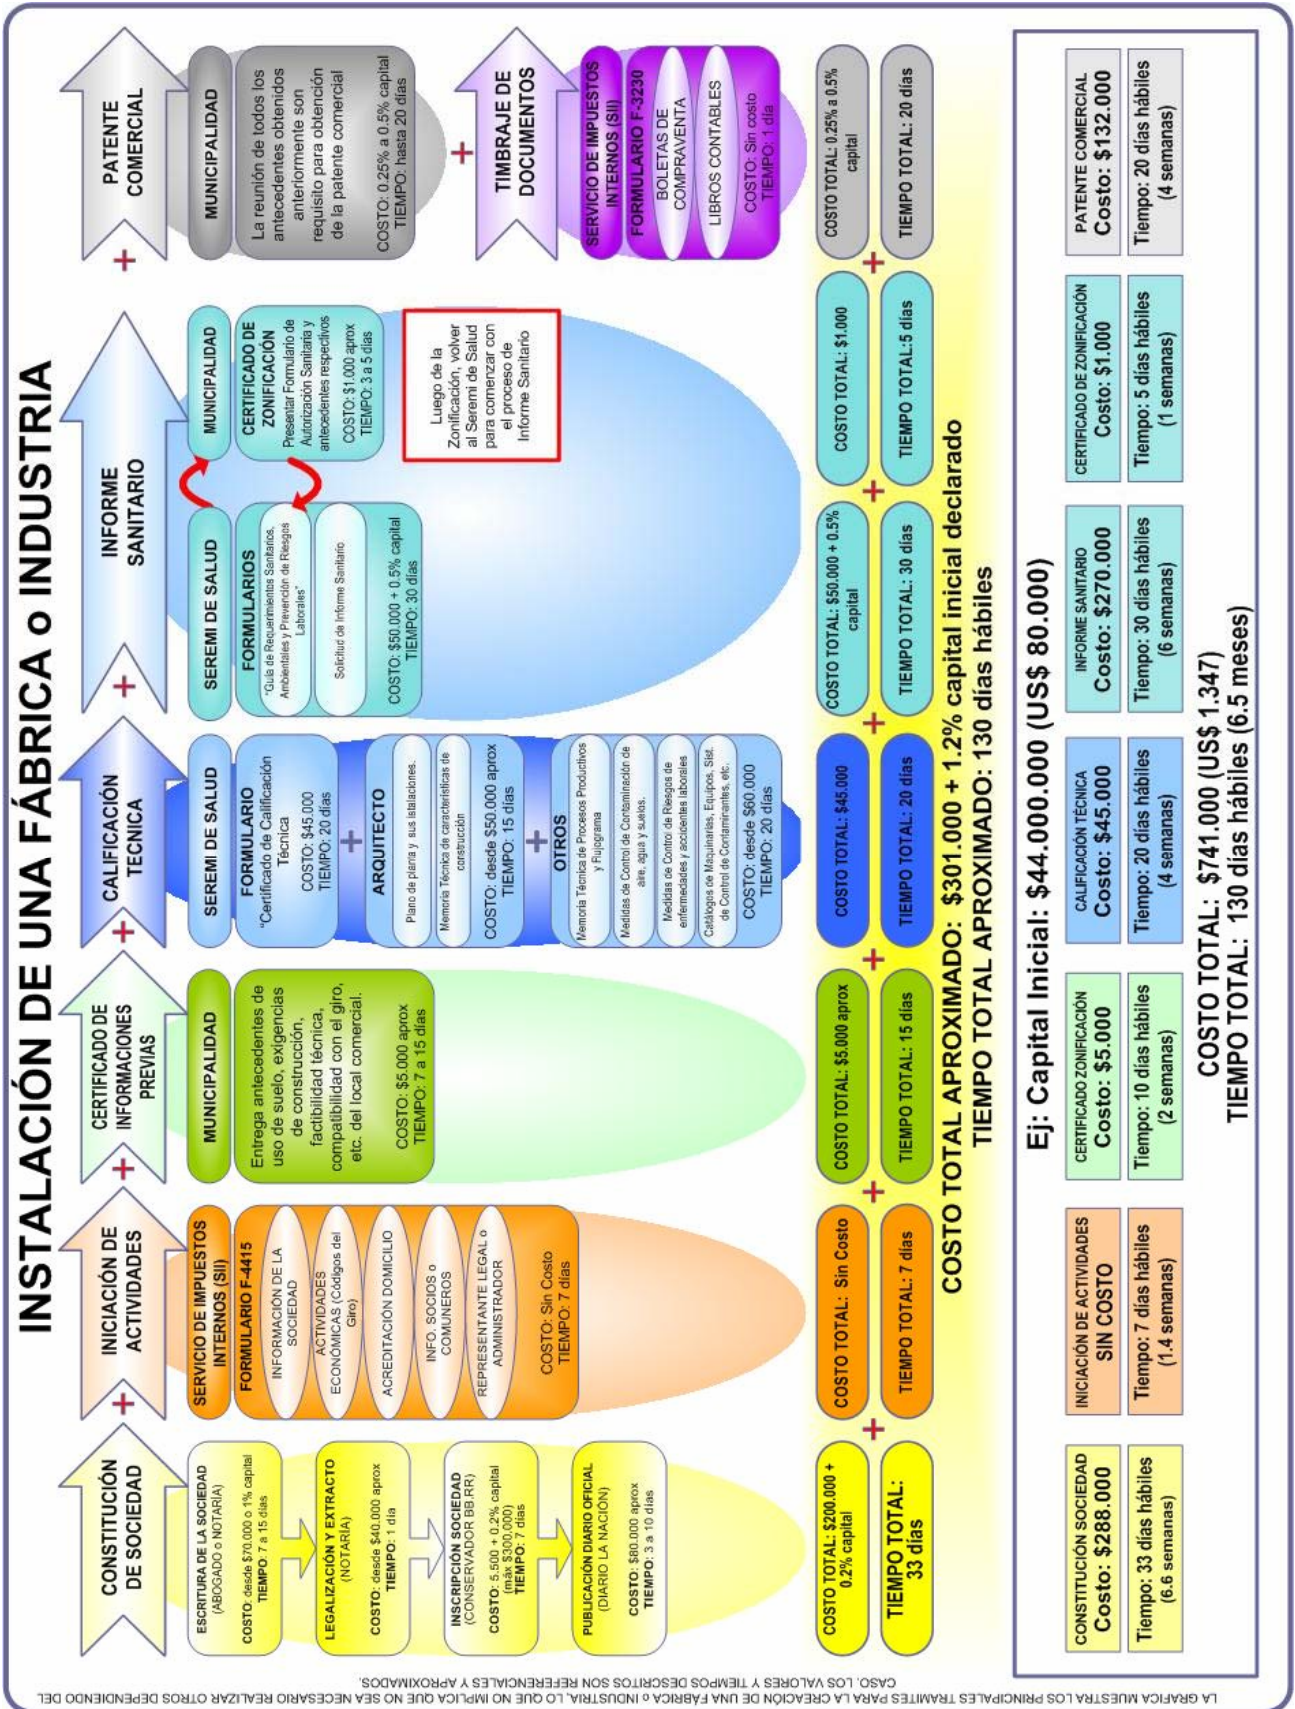 INSTALACIÓN DE UNA FÁBRICA o INDUSTRIA
CONSTITUCIÓN
DE SOCIEDAD
ESCRITURA DE LA SOCIEDAD
(ABOGADO o NOTARÍA)
COSTO: desde $70.000 o 1% capital
TIEMPO: 7 a 15 días
LEGALIZACIÓN Y EXTRACTO
(NOTARÍA)
COSTO: desde $40.000 aprox
TIEMPO: 1 día
INSCRIPCIÓN SOCIEDAD
(CONSERVADOR BB.RR)
COSTO: 5.500 + 0.2% capital
(máx $300.000)
TIEMPO: 7 días
PUBLICACIÓN DIARIO OFICIAL
(DIARIO LA NACIÓN)
COSTO: $80.000 aprox
TIEMPO: 3 a 10 días
+
INICIACIÓN DE
ACTIVIDADES
SERVICIO DE IMPUESTOS
INTERNOS (SII)
FORMULARIO F-4415
INFORMACIÓN DE LA
SOCIEDAD
ACTIVIDADES
ECONÓMICAS (Códigos del
Giro)
ACREDITACIÓN DOMICILIO
INFO. SOCIOS o
COMUNEROS
REPRESENTANTE LEGAL o
ADMINISTRADOR
COSTO: Sin Costo
TIEMPO: 7 días
+
CERTIFICADO DE
INFORMACIONES
PREVIAS
MUNICIPALIDAD
Entrega antecedentes de
uso de suelo, exigencias
de construcción,
factibilidad técnica,
compatibilidad con el giro,
etc. del local comercial.
COSTO: $5.000 aprox
TIEMPO: 7 a 15 días
+
CALIFICACIÓN
TECNICA
SEREMI DE SALUD
FORMULARIO
"Certificado de Calificación
Técnica
COSTO: $45.000
TIEMPO: 20 días
+
ARQUITECTO
Plano de planta y sus istalaciones.
Memoria Técnica de características de
construcción
COSTO: desde $50.000 aprox
TIEMPO: 15 días
+
OTROS
Memoria Técnica de Procesos Productivos
y Flujograma
Medidas de Control de Contaminación de
aire, agua y suelos.
Medidas de Control de Riesgos de
enfermedades y accidentes laborales
Catálogos de Maquinarias, Equipos, Sist.
de Control de Contaminantes, etc.
COSTO: desde $60.000
TIEMPO: 20 días
+
INFORME
SANITARIO
SEREMI DE SALUD
FORMULARIOS
"Guía de Requerimientos Sanitarios,
Ambientales y Prevención de Riesgos
Laborales"
Solicitud de Informe Sanitario
COSTO: $50.000 + 0.5% capital
TIEMPO: 30 días
MUNICIPALIDAD
CERTIFICADO DE
ZONIFICACIÓN
Presentar Formulario de
Autorización Sanitaria y
antecedentes respectivos
COSTO: $1.000 aprox
TIEMPO: 3 a 5 días
Luego de la
Zonificación, volver
al Seremi de Salud
para comenzar con
el proceso de
Informe Sanitario
+
PATENTE
COMERCIAL
MUNICIPALIDAD
La reunión de todos los
antecedentes obtenidos
anteriormente son
requisito para obtención
de la patente comercial
COSTO: 0.25% a 0.5% capital
TIEMPO: hasta 20 días
+
TIMBRAJE DE
DOCUMENTOS
SERVICIO DE IMPUESTOS
INTERNOS (SII)
FORMULARIO F-3230
BOLETAS DE
COMPRAVENTA
LIBROS CONTABLES
COSTO: Sin costo
TIEMPO: 1 día
COSTO TOTAL: $200.000 +
0.2% capital
TIEMPO TOTAL:
33 días
+
COSTO TOTAL: Sin Costo
TIEMPO TOTAL: 7 días
+
COSTO TOTAL: $5.000 aprox
TIEMPO TOTAL: 15 días
+
COSTO TOTAL: $45.000
TIEMPO TOTAL: 20 días
+
COSTO TOTAL: $50.000 + 0.5%
capital
TIEMPO TOTAL: 30 días
+
COSTO TOTAL: $1.000
TIEMPO TOTAL:5 días
+
COSTO TOTAL: 0.25% a 0.5%
capital
TIEMPO TOTAL: 20 días
COSTO TOTAL APROXIMADO: $301.000 + 1.2% capital inicial declarado
TIEMPO TOTAL APROXIMADO: 130 días hábiles
Ej: Capital Inicial: $44.000.000 (US$ 80.000)
CONSTITUCIÓN SOCIEDAD
Costo: $288.000
Tiempo: 33 días hábiles
(6.6 semanas)
INICIACIÓN DE ACTIVIDADES
SIN COSTO
Tiempo: 7 días hábiles
(1.4 semanas)
CERTIFICADO ZONIFICACIÓN
Costo: $5.000
Tiempo: 10 días hábiles
(2 semanas)
CALIFICACIÓN TÉCNICA
Costo: $45.000
Tiempo: 20 días hábiles
(4 semanas)
INFORME SANITARIO
Costo: $270.000
Tiempo: 30 días hábiles
(6 semanas)
CERTIFICADO DE ZONIFICACIÓN
Costo: $1.000
Tiempo: 5 días hábiles
(1 semanas)
PATENTE COMERCIAL
Costo: $132.000
Tiempo: 20 días hábiles
(4 semanas)
COSTO TOTAL: $741.000 (US$ 1.347)
TIEMPO TOTAL: 130 días hábiles (6.5 meses)
LA GRAFICA MUESTRA LOS PRINCIPALES TRAMITES PARA LA CREACIÓN DE UNA FÁBRICA o INDUSTRIA, LO QUE NO IMPLICA QUE NO SEA NECESARIO REALIZAR OTROS DEPENDIENDO DEL
CASO. LOS VALORES Y TIEMPOS DESCRITOS SON REFERENCIALES Y APROXIMADOS.